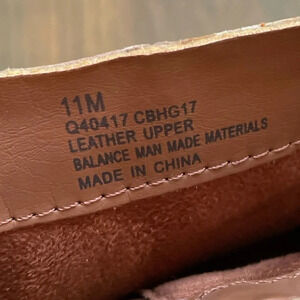 11M
Q40417 CBHG17
LEATHER UPPER
BALANCE MAN MADE MATERIALS
MADE IN CHINA